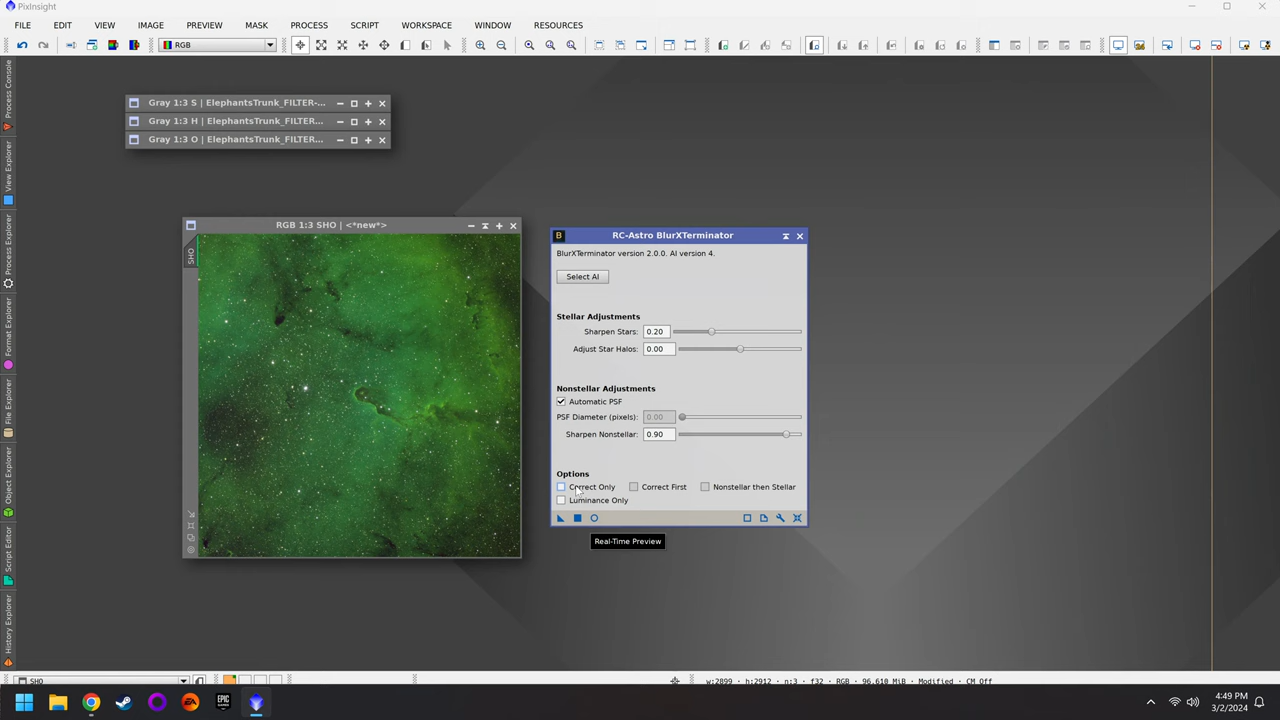 PixInsight
FILE EDIT VIEW IMAGE PREVIEW MASK PROCESS SCRIPT WORKSPACE WINDOW RESOURCES
RGB
Process Console
View Explorer
Process Explorer
Format Explorer
File Explorer
Object Explorer
Script Editor
History Explorer
Gray 1:3 S | ElephantsTrunk_FILTER-...
Gray 1:3 H | ElephantsTrunk_FILTER...
Gray 1:3 O | ElephantsTrunk_FILTER...
RGB 1:3 SHO | <*new*>
SHO
B RC-Astro BlurXTerminator
BlurXTerminator version 2.0.0. AI version 4.
Select AI
Stellar Adjustments
Sharpen Stars: 0.20
Adjust Star Halos: 0.00
Nonstellar Adjustments
Automatic PSF
PSF Diameter (pixels): 0.00
Sharpen Nonstellar: 0.90
Options
Correct Only Correct First Nonstellar then Stellar
Luminance Only
Real-Time Preview
SHO
w:2899 · h:2912 · n:3 · f32 · RGB · 96.610 MiB · Modified · CM Off
EA
EPIC GAMES
4:49 PM
3/2/2024